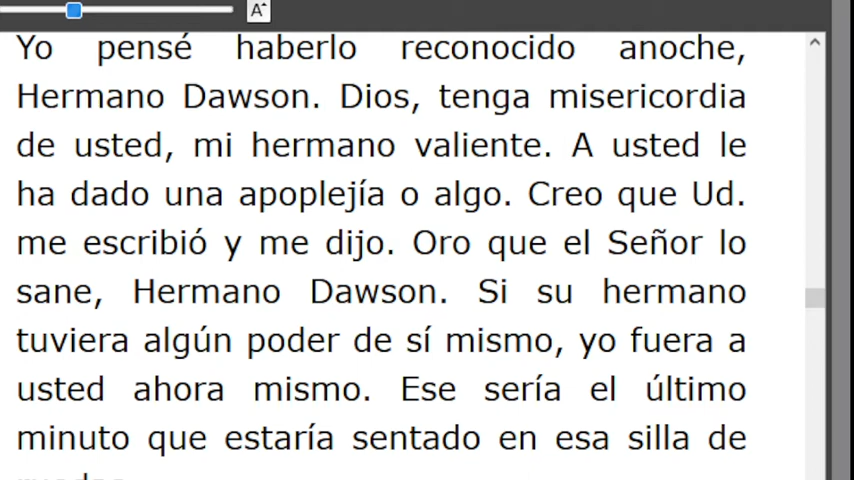 A
Yo pensé haberlo reconocido anoche,
Hermano Dawson. Dios, tenga misericordia
de usted, mi hermano valiente. A usted le
ha dado una apoplejía o algo. Creo que Ud.
me escribió y me dijo. Oro que el Señor lo
sane, Hermano Dawson. Si su hermano
tuviera algún poder de sí mismo, yo fuera a
usted ahora mismo. Ese sería el último
minuto que estaría sentado en esa silla de